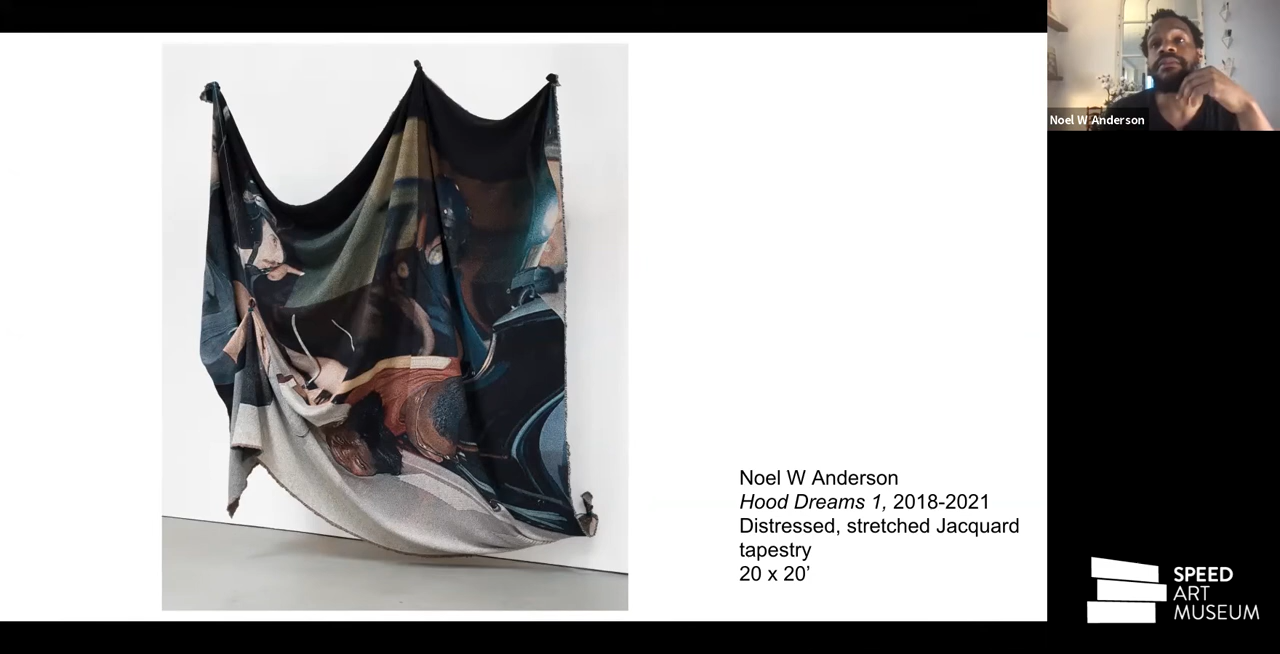 Noel W Anderson
Noel W Anderson
Hood Dreams 1, 2018-2021
Distressed, stretched Jacquard
tapestry
20 x 20’
SPEED
ART
MUSEUM